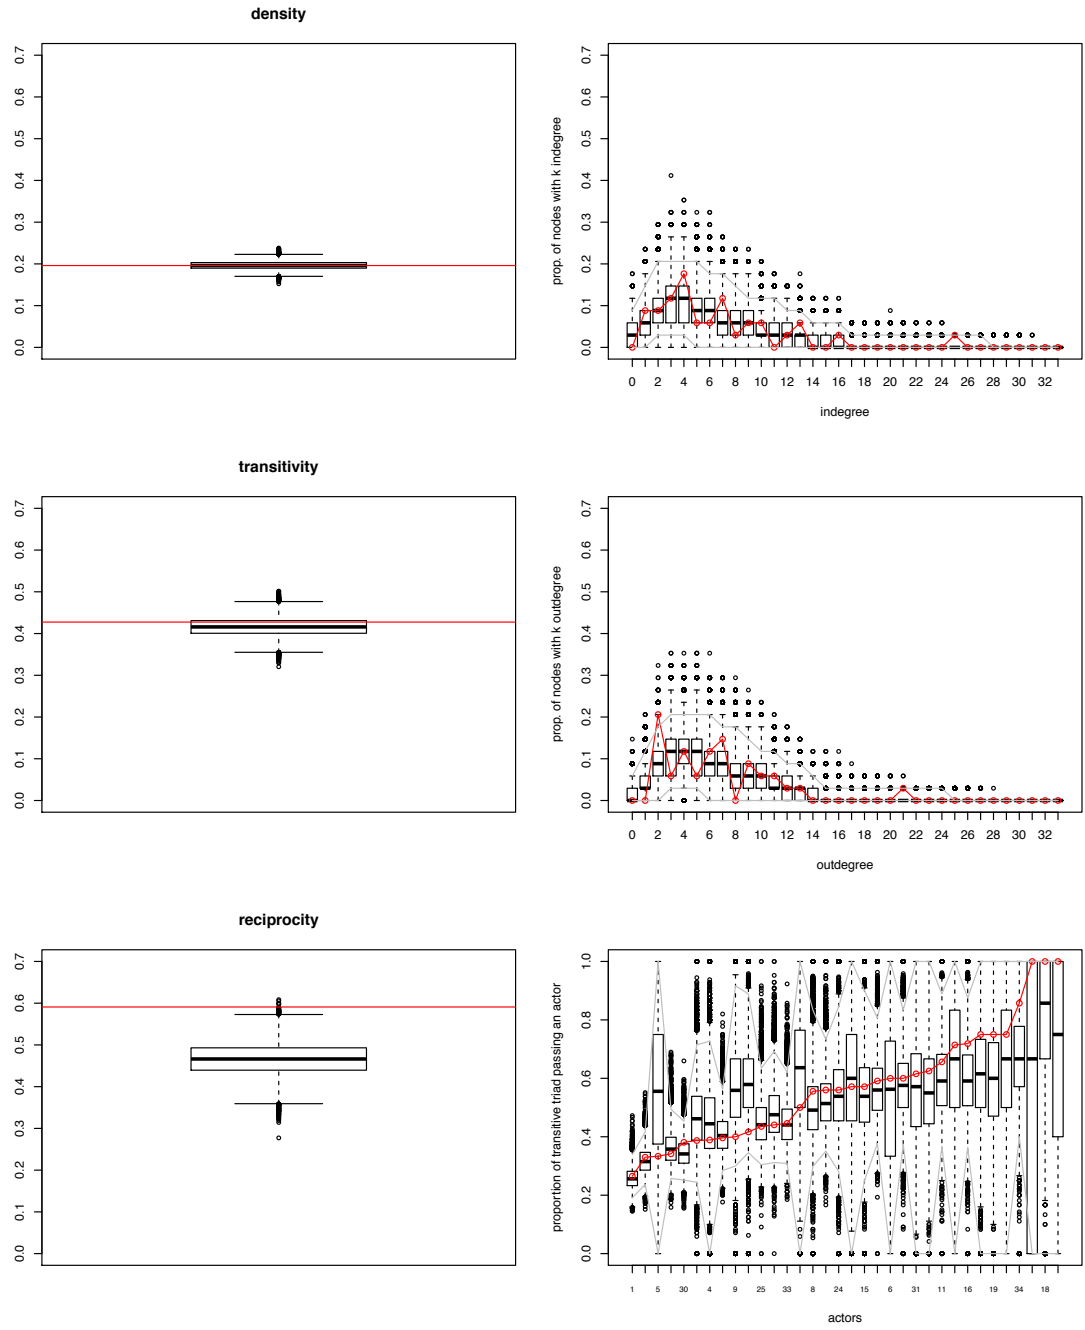 density
0.0 0.1 0.2 0.3 0.4 0.5 0.6 0.7
prop. of nodes with k indegree
0.0 0.1 0.2 0.3 0.4 0.5 0.6 0.7
0 2 4 6 8 10 12 14 16 18 20 22 24 26 28 30 32
indegree
transitivity
0.0 0.1 0.2 0.3 0.4 0.5 0.6 0.7
prop. of nodes with k outdegree
0.0 0.1 0.2 0.3 0.4 0.5 0.6 0.7
0 2 4 6 8 10 12 14 16 18 20 22 24 26 28 30 32
outdegree
reciprocity
0.0 0.1 0.2 0.3 0.4 0.5 0.6 0.7
proportion of transitive triad passing an actor
0.0 0.2 0.4 0.6 0.8 1.0
1 5 30 4 9 25 33 8 24 15 6 31 11 16 19 34 18
actors